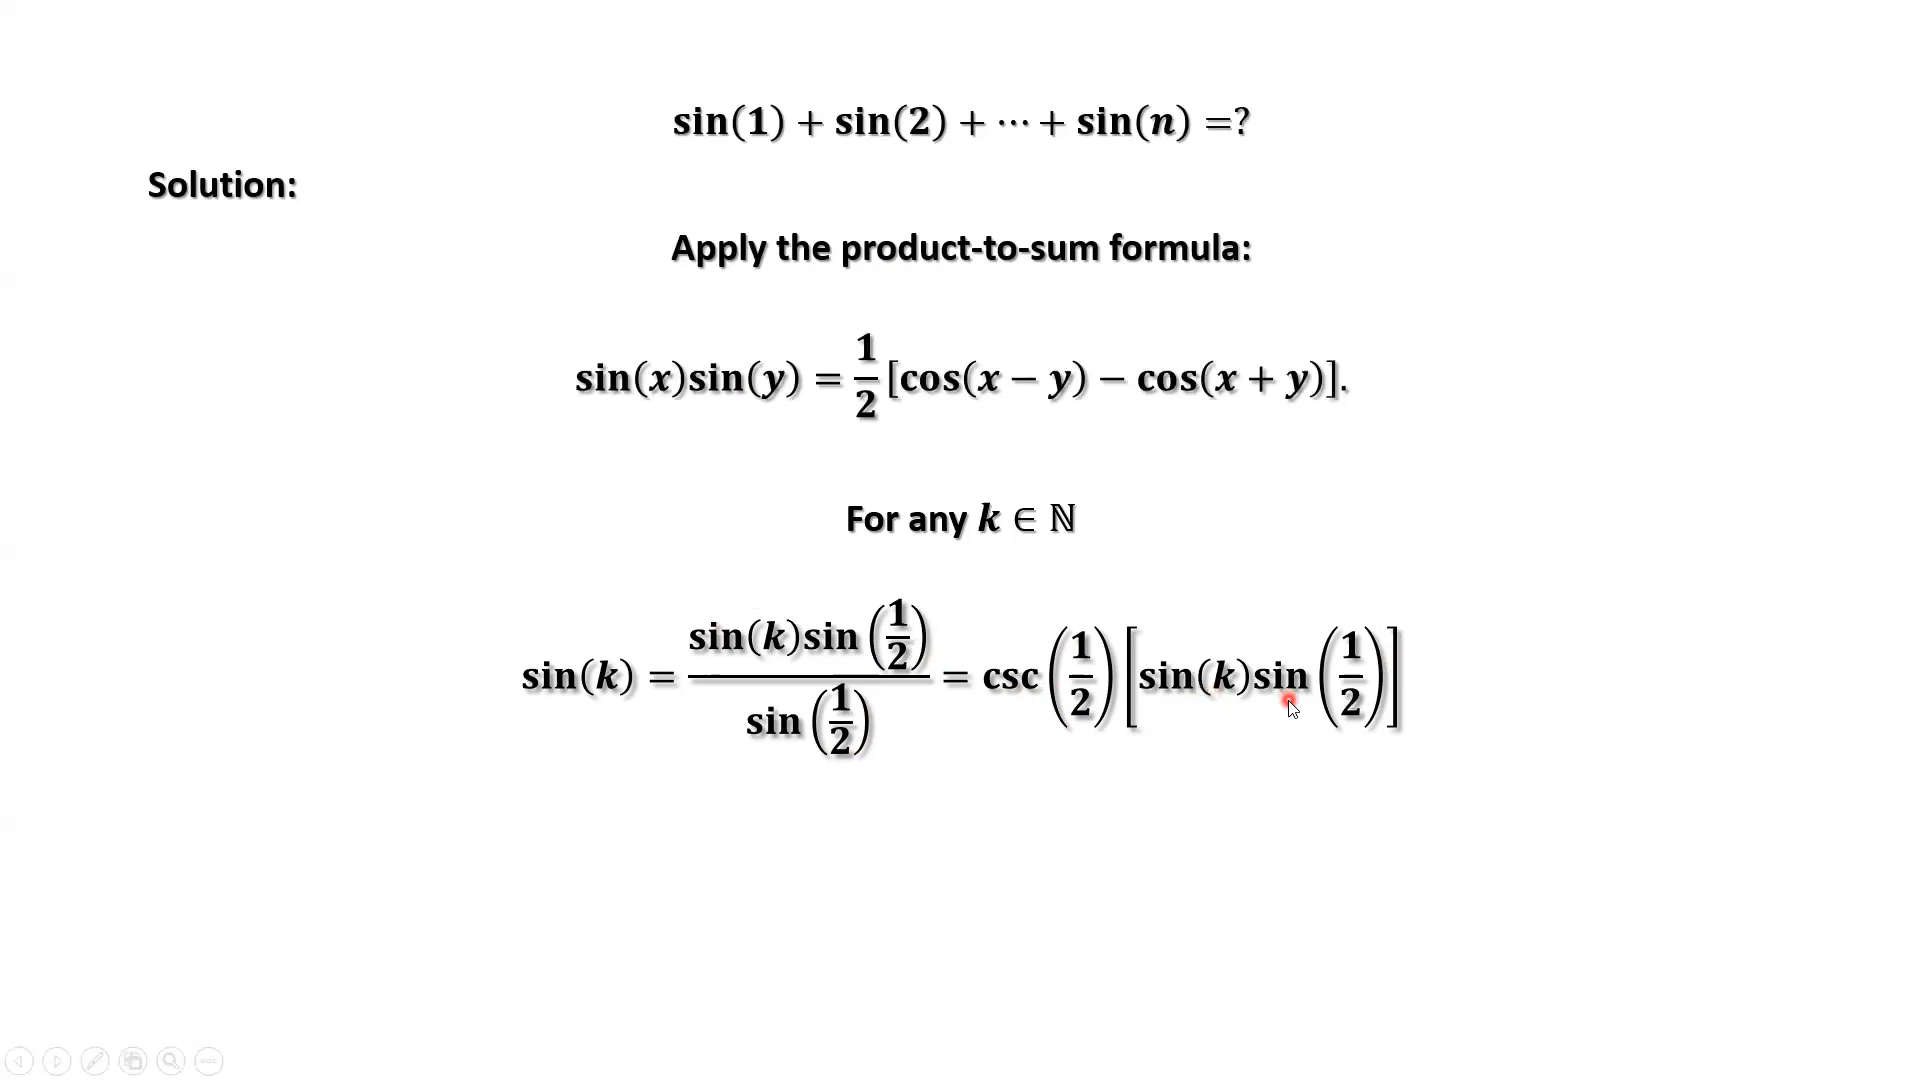 sin(1) + sin(2) + ⋯ + sin(n) =?
Solution:
Apply the product-to-sum formula:
sin(x)sin(y) = 1/2 [cos(x − y) − cos(x + y)].
For any k ∈ ℕ
sin(k) = sin(k)sin(1/2) / sin(1/2) = csc(1/2) [sin(k)sin(1/2)]